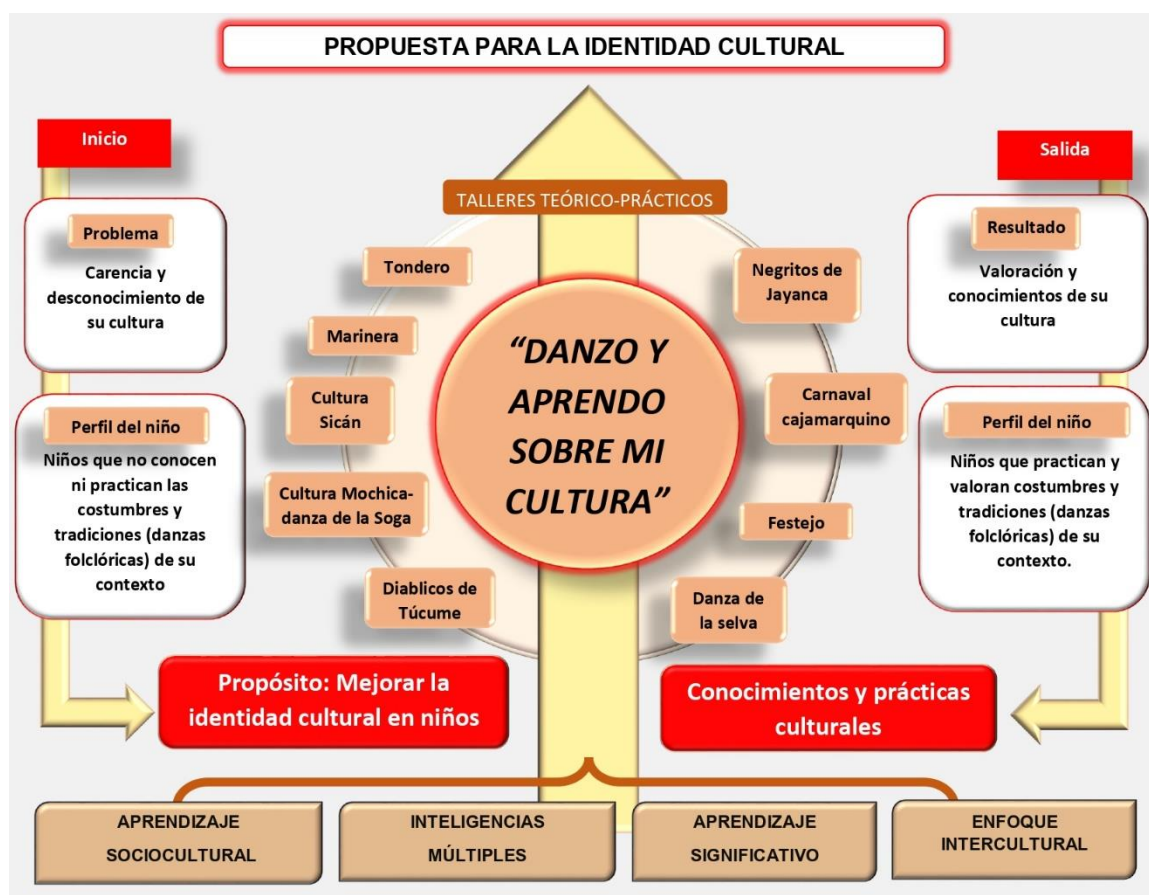 PROPUESTA PARA LA IDENTIDAD CULTURAL
Inicio
Problema
Carencia y
desconocimiento de
su cultura
Perfil del niño
Niños que no conocen
ni practican las
costumbres y
tradiciones (danzas
folclóricas) de su
contexto
Propósito: Mejorar la
identidad cultural en niños
TALLERES TEÓRICO-PRÁCTICOS
Tondero
Marinera
Cultura
Sicán
Cultura Mochica-
danza de la Soga
Diablicos de
Túcume
“DANZO Y
APRENDO
SOBRE MI
CULTURA”
Negritos de
Jayanca
Carnaval
cajamarquino
Festejo
Danza de
la selva
Salida
Resultado
Valoración y
conocimientos de su
cultura
Perfil del niño
Niños que practican y
valoran costumbres y
tradiciones (danzas
folclóricas) de su
contexto.
Conocimientos y prácticas
culturales
APRENDIZAJE
SOCIOCULTURAL
INTELIGENCIAS
MÚLTIPLES
APRENDIZAJE
SIGNIFICATIVO
ENFOQUE
INTERCULTURAL